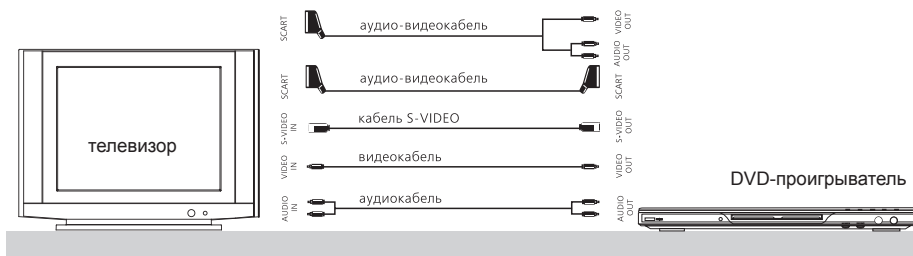 SCART
аудио-видеокабель
VIDEO
OUT
AUDIO
OUT
SCART
аудио-видеокабель
SCART
S-VIDEO
IN
кабель S-VIDEO
S-VIDEO
OUT
VIDEO
IN
видеокабель
VIDEO
OUT
AUDIO
IN
аудиокабель
AUDIO
OUT
телевизор
DVD-проигрыватель